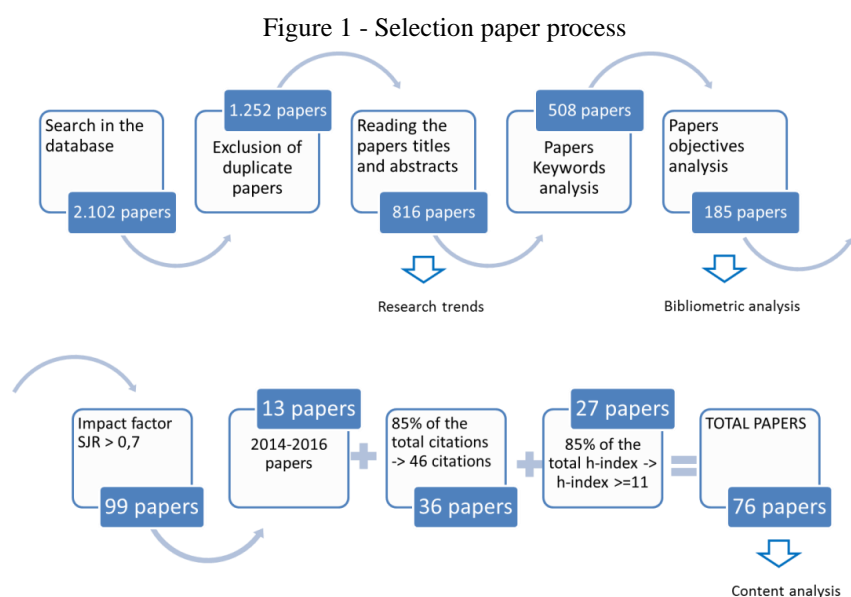 Figure 1 - Selection paper process
Search in the
database
2.102 papers
1.252 papers
Exclusion of
duplicate
papers
Reading the
papers titles
and abstracts
816 papers
Research trends
508 papers
Papers
Keywords
analysis
Papers
objectives
analysis
185 papers
Bibliometric analysis
Impact factor
SJR > 0,7
99 papers
13 papers
2014-2016
papers
85% of the
total citations
-> 46 citations
36 papers
27 papers
85% of the
total h-index ->
h-index >=11
TOTAL PAPERS
76 papers
Content analysis